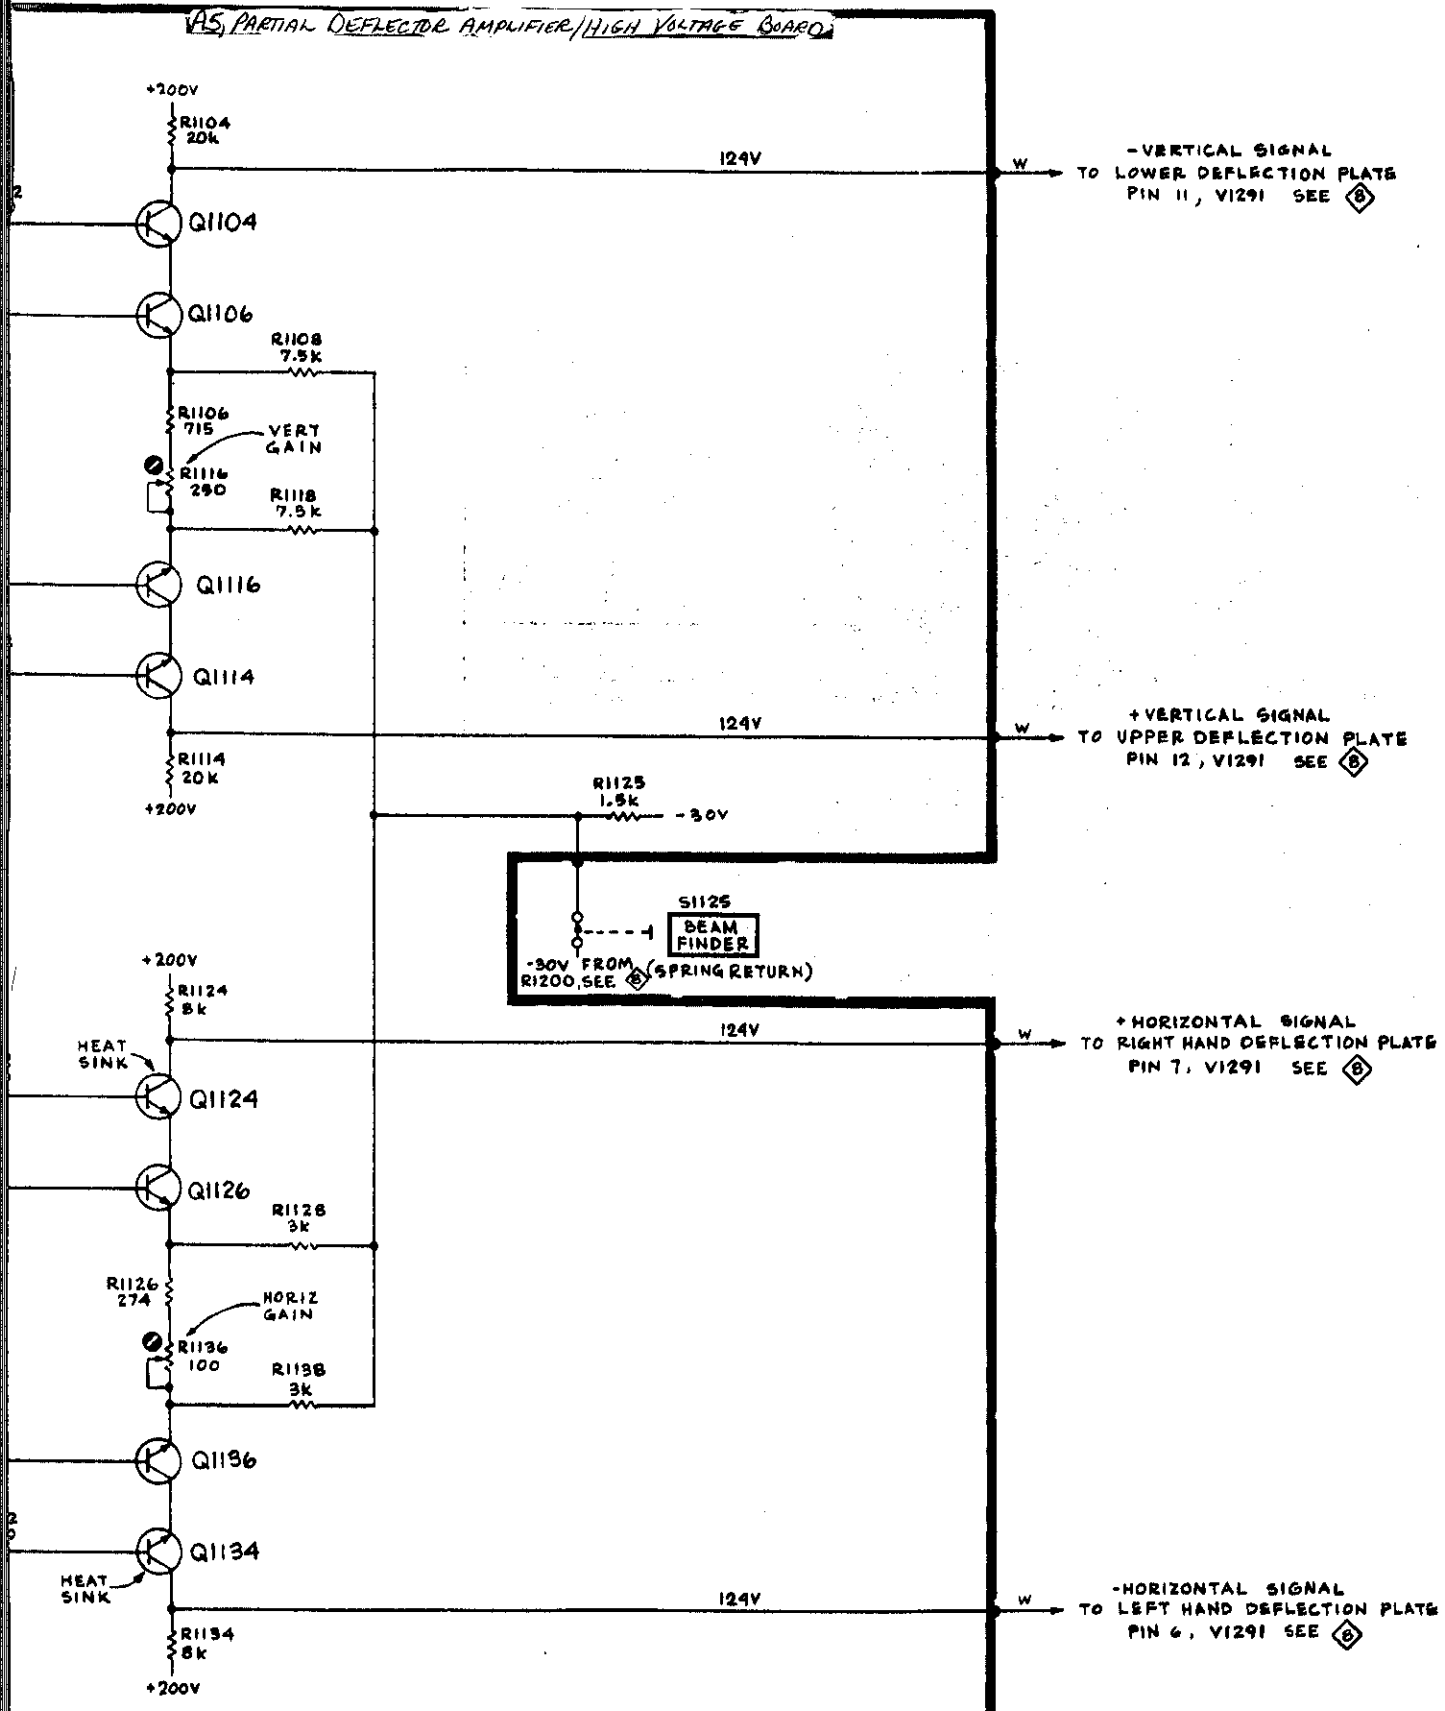 A5, PARTIAL DEFLECTOR AMPLIFIER/HIGH VOLTAGE BOARD
+200V
R1104
20k
124V
W
-VERTICAL SIGNAL
TO LOWER DEFLECTION PLATE
PIN 11, V1291 SEE 8
2
Q1104
Q1106
R1108
7.5k
R1106
715
VERT
GAIN
R1116
250
R1118
7.5k
Q1116
Q1114
124V
W
+VERTICAL SIGNAL
TO UPPER DEFLECTION PLATE
PIN 12, V1291 SEE 8
R1114
20K
+200V
R1125
1.5k
-30V
S1125
BEAM
FINDER
-30V FROM
R1200, SEE 8
(SPRING RETURN)
+200V
R1124
8k
124V
W
+HORIZONTAL SIGNAL
TO RIGHT HAND DEFLECTION PLATE
PIN 7, V1291 SEE 8
HEAT
SINK
Q1124
Q1126
R1128
3k
R1126
274
HORIZ
GAIN
R1136
100
R1138
3k
Q1136
2
Q1134
HEAT
SINK
124V
W
-HORIZONTAL SIGNAL
TO LEFT HAND DEFLECTION PLATE
PIN 6, V1291 SEE 8
R1134
8k
+200V